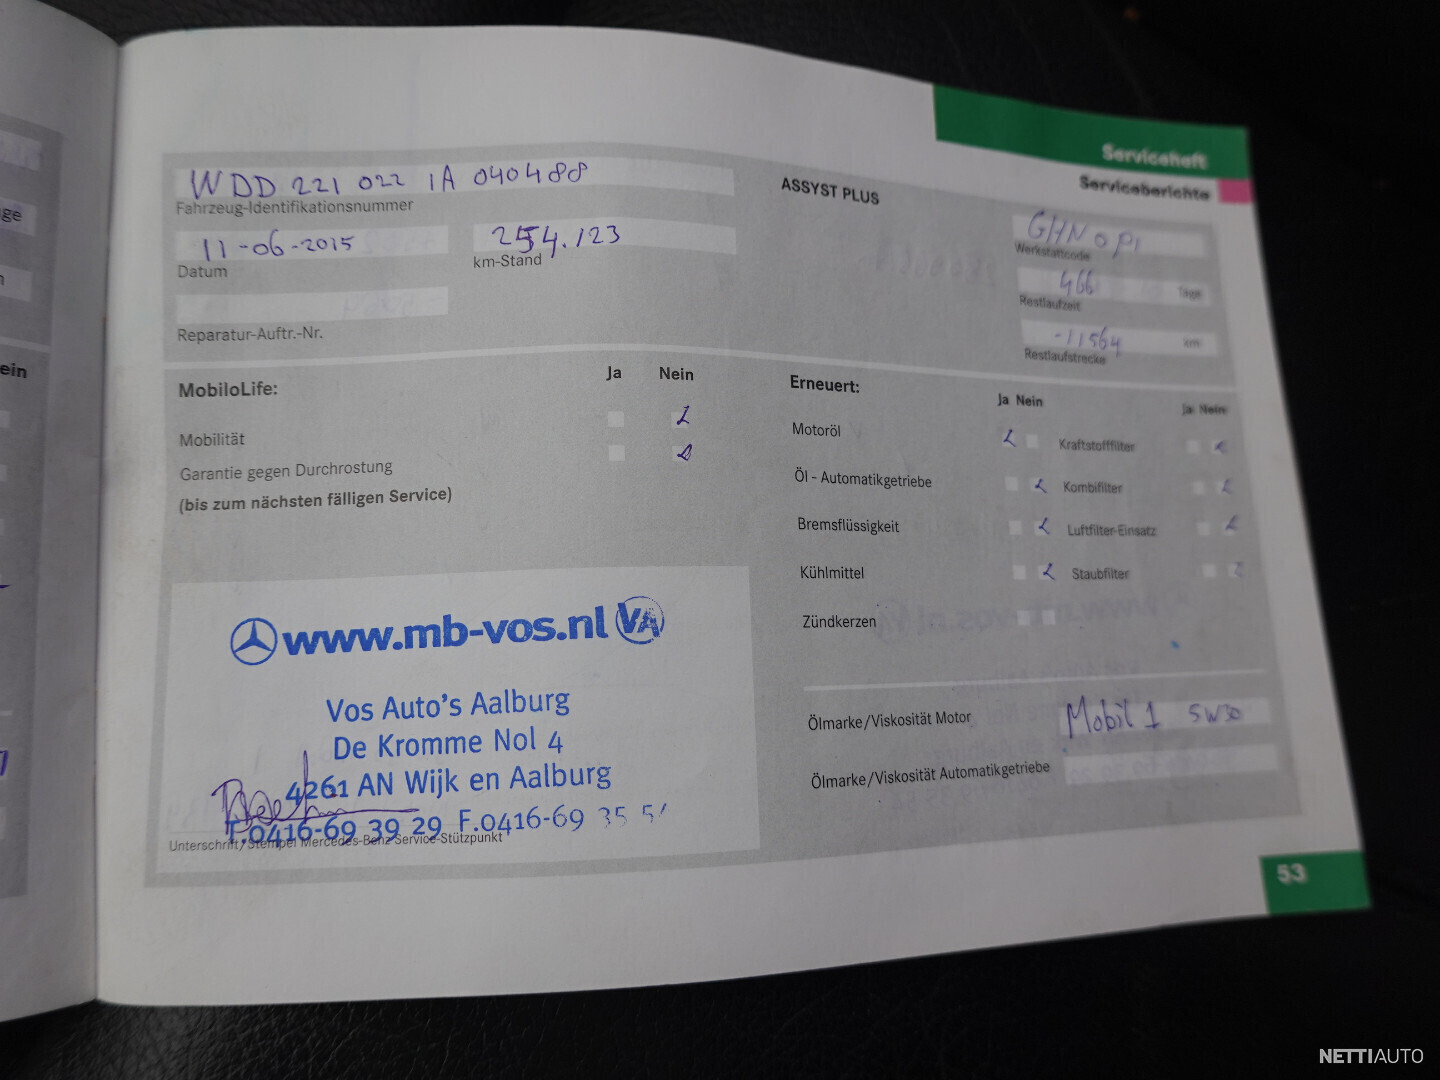 Serviceheft
Serviceberichte
WDD 221 022 1A 040488
Fahrzeug-Identifikationsnummer
ASSYST PLUS
11-06-2015
Datum
254.123
km-Stand
Werkstattcode
466 Tage
Restlaufzeit
-11564 km
Restlaufstrecke
Reparatur-Auftr.-Nr.
MobiloLife:
Ja Nein
Mobilität
Garantie gegen Durchrostung
(bis zum nächsten fälligen Service)
Erneuert:
Ja Nein
Ja Nein
Motoröl
Kraftstofffilter
Öl - Automatikgetriebe
Kombifilter
Bremsflüssigkeit
Luftfilter-Einsatz
Kühlmittel
Staubfilter
Zündkerzen
Ölmarke/Viskosität Motor
Mobil 1 5W30
Ölmarke/Viskosität Automatikgetriebe
www.mb-vos.nl VA
Vos Auto's Aalburg
De Kromme Nol 4
4261 AN Wijk en Aalburg
T.0416-69 39 29 F.0416-69 35
Unterschrift/Stempel Mercedes-Benz Service-Stützpunkt
53
ein
ge
NETTIAUTO